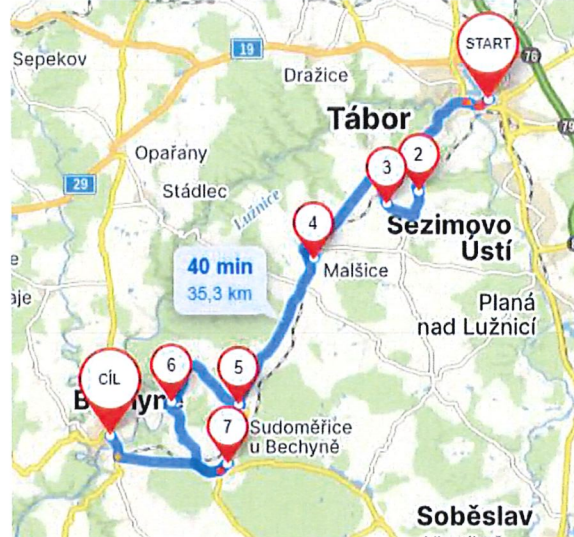 Sepekov
19
START
76
Dražice
Tábor
79
Opařany
3
2
29
Stádlec
Lužnice
4
Sezimovo
Ústí
40 min
35,3 km
Malšice
Planá
nad Lužnicí
6
5
CÍL
7
Sudoměřice
u Bechyně
Soběslav